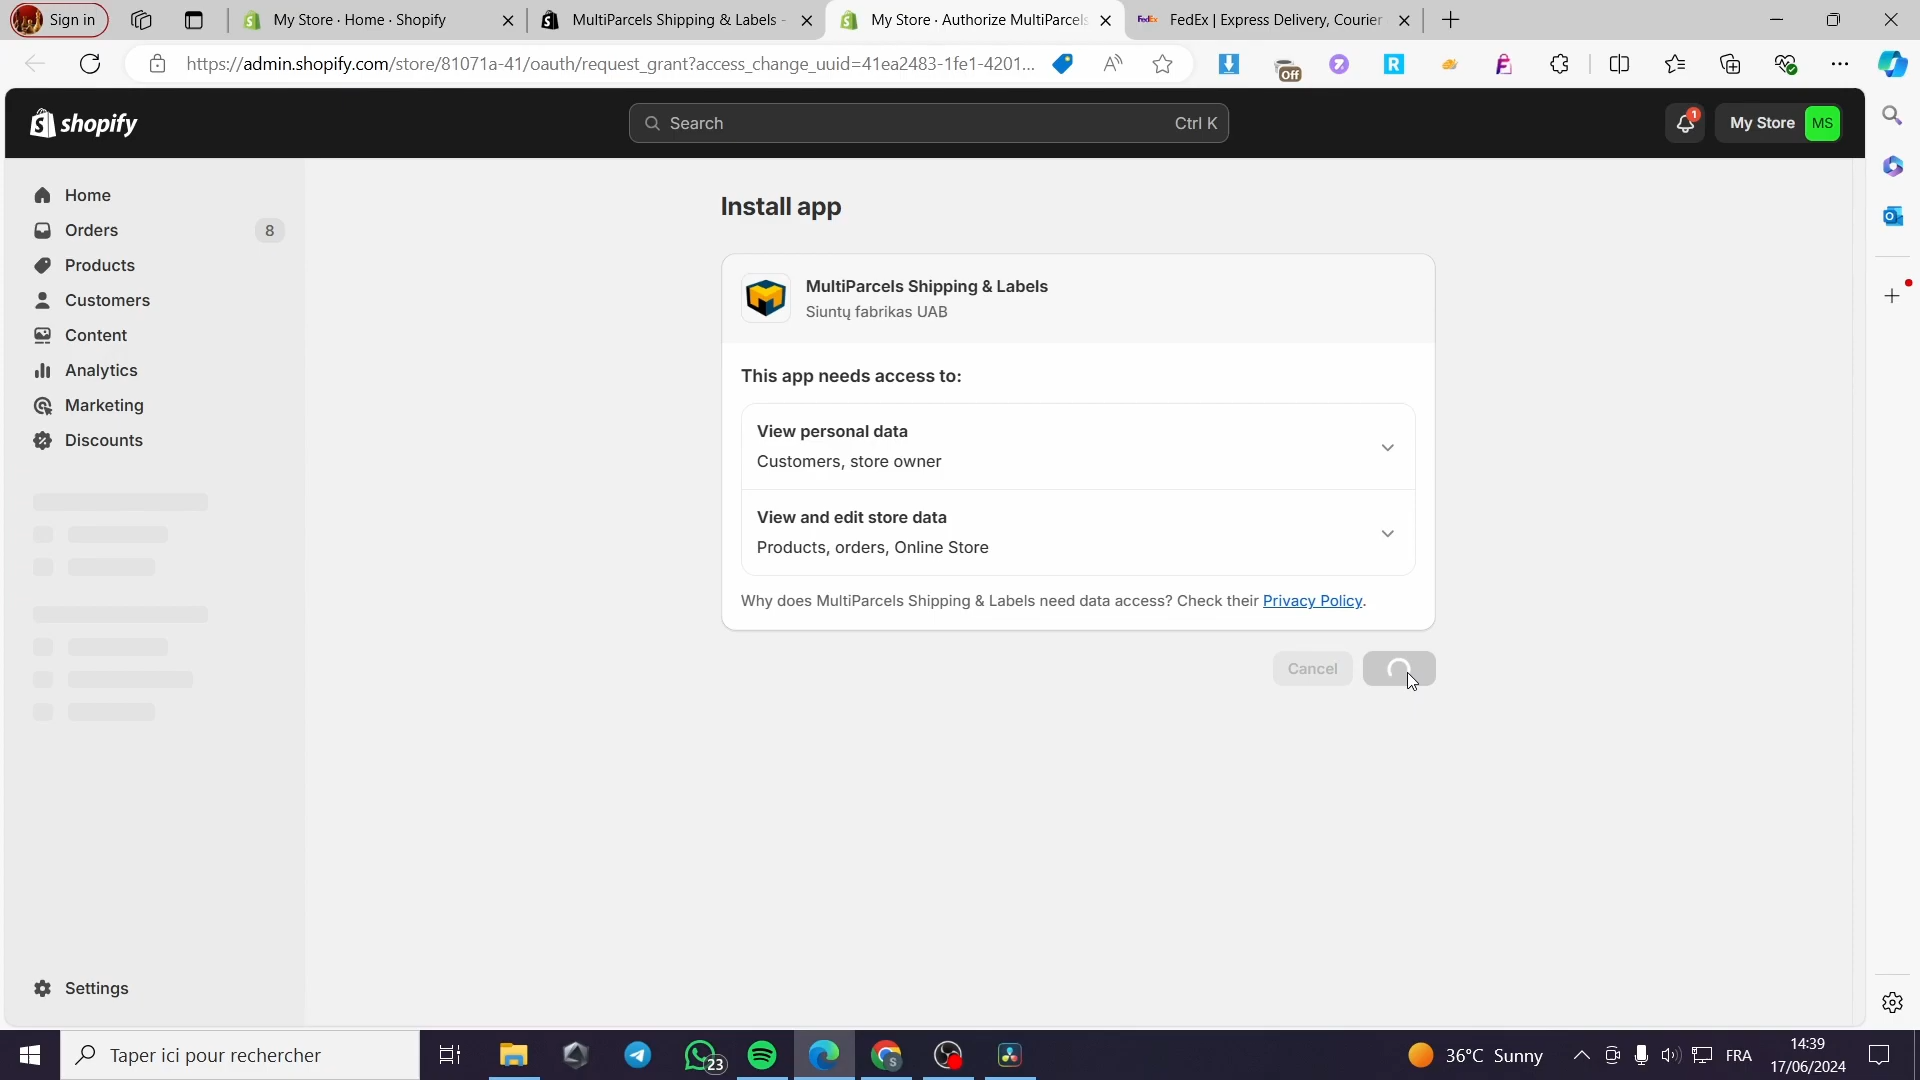 Sign in
My Store · Home · Shopify
MultiParcels Shipping & Labels -
My Store · Authorize MultiParcels
FedEx | Express Delivery, Courier
https://admin.shopify.com/store/81071a-41/oauth/request_grant?access_change_uuid=41ea2483-1fe1-4201...
Off
shopify
Search
Ctrl K
1
My Store
MS
Home
Orders
8
Products
Customers
Content
Analytics
Marketing
Discounts
Settings
Install app
MultiParcels Shipping & Labels
Siuntų fabrikas UAB
This app needs access to:
View personal data
Customers, store owner
View and edit store data
Products, orders, Online Store
Why does MultiParcels Shipping & Labels need data access? Check their Privacy Policy.
Cancel
Taper ici pour rechercher
23
36°C Sunny
FRA
14:39
17/06/2024